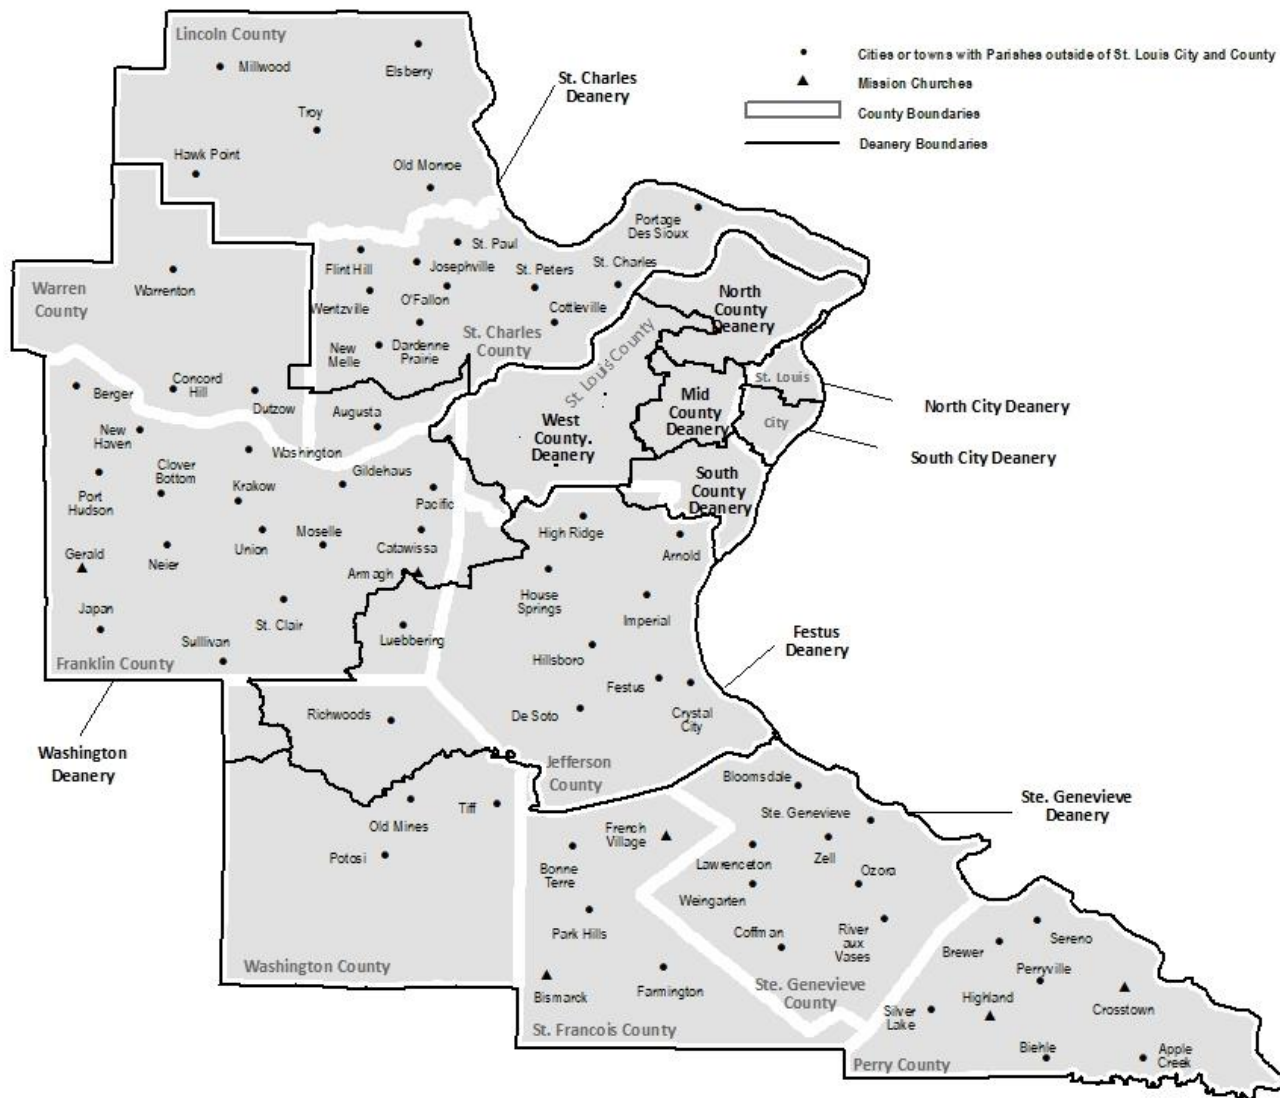 Lincoln County
Millwood
Elsberry
Troy
Hawk Point
Old Monroe
St. Charles
Deanery
Cities or towns with Parishes outside of St. Louis City and County
Mission Churches
County Boundaries
Deanery Boundaries
Portage
Des Sioux
St. Paul
Flint Hill
Josephville
St. Peters
St. Charles
Warrenton
Warren
County
Wentzville
O'Fallon
Cottleville
North
County
Deanery
St. Charles
County
St. Louis County
New
Melle
Dardenne
Prairie
St. Louis
City
Mid
County
Deanery
North City Deanery
South City Deanery
Berger
Concord
Hill
Dutzow
Augusta
West
County.
Deanery
New
Haven
Washington
Clover
Bottom
Gildehaus
Krakow
Pacific
South
County
Deanery
Port
Hudson
High Ridge
Arnold
Gerald
Neier
Union
Moselle
Catawissa
Armagh
House
Springs
Imperial
Japan
St. Clair
Sullivan
Luebbering
Hillsboro
Festus
Deanery
Franklin County
Festus
Crystal
City
De Soto
Richwoods
Washington
Deanery
Jefferson
County
Bloomsdale
Ste. Genevieve
Ste. Genevieve
Deanery
Old Mines
Tiff
French
Village
Zell
Potosi
Bonne
Terre
Lawrenceton
Ozora
Weingarten
Park Hills
Coffman
River
aux
Vases
Brewer
Sereno
Washington County
Perryville
Bismarck
Farmington
Ste. Genevieve
County
Highland
Crosstown
Silver
Lake
St. Francois County
Biehle
Apple
Creek
Perry County